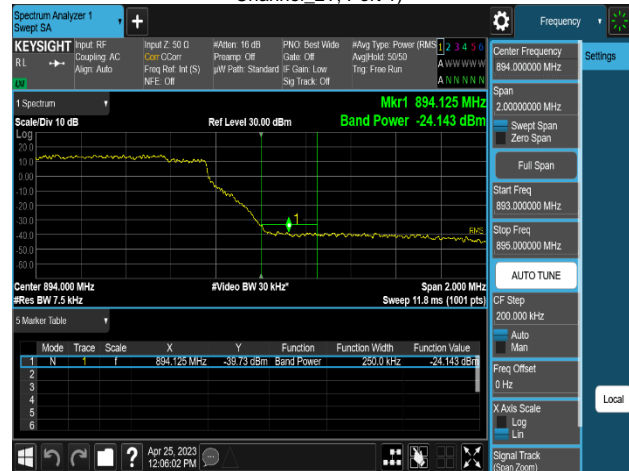 Channel_21, Port 1)
Spectrum Analyzer 1
Swept SA
Frequency
KEYSIGHT
RL
Input: RF
Coupling: AC
Align: Auto
Input Z: 50 Ω
Corr CCorr
Freq Ref: Int (S)
NFE: Off
#Atten: 16 dB
Preamp: Off
µW Path: Standard
PNO: Best Wide
Gate: Off
IF Gain: Low
Sig Track: Off
#Avg Type: Power (RMS
Avg|Hold: 50/50
Trig: Free Run
1 2 3 4 5 6
A W W W W W
A N N N N N
Center Frequency
894.000000 MHz
Settings
Span
2.00000000 MHz
Swept Span
Zero Span
Full Span
Start Freq
893.000000 MHz
Stop Freq
895.000000 MHz
AUTO TUNE
CF Step
200.000 kHz
Auto
Man
Freq Offset
0 Hz
X Axis Scale
Log
Lin
Signal Track
(Span Zoom)
Local
1 Spectrum
Scale/Div 10 dB
Ref Level 30.00 dBm
Mkr1 894.125 MHz
Band Power -24.143 dBm
Log
20.0
10.0
0.00
-10.0
-20.0
-30.0
-40.0
-50.0
-60.0
1
RMS
Center 894.000 MHz
#Video BW 30 kHz*
Span 2.000 MHz
#Res BW 7.5 kHz
Sweep 11.8 ms (1001 pts)
5 Marker Table
Mode Trace Scale X Y Function Function Width Function Value
1 N 1 f 894.125 MHz -39.73 dBm Band Power 250.0 kHz -24.143 dBm
2
3
4
5
6
?
Apr 25, 2023
12:06:02 PM